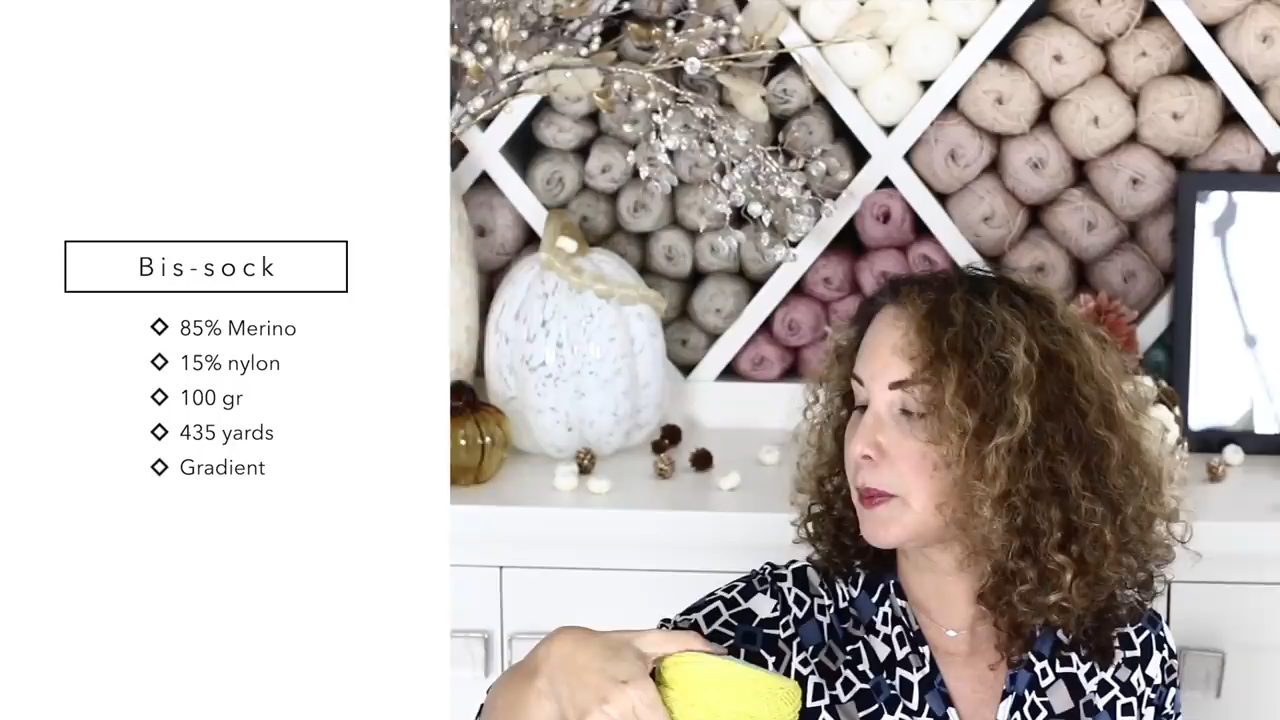 Bis-sock
85% Merino
15% nylon
100 gr
435 yards
Gradient